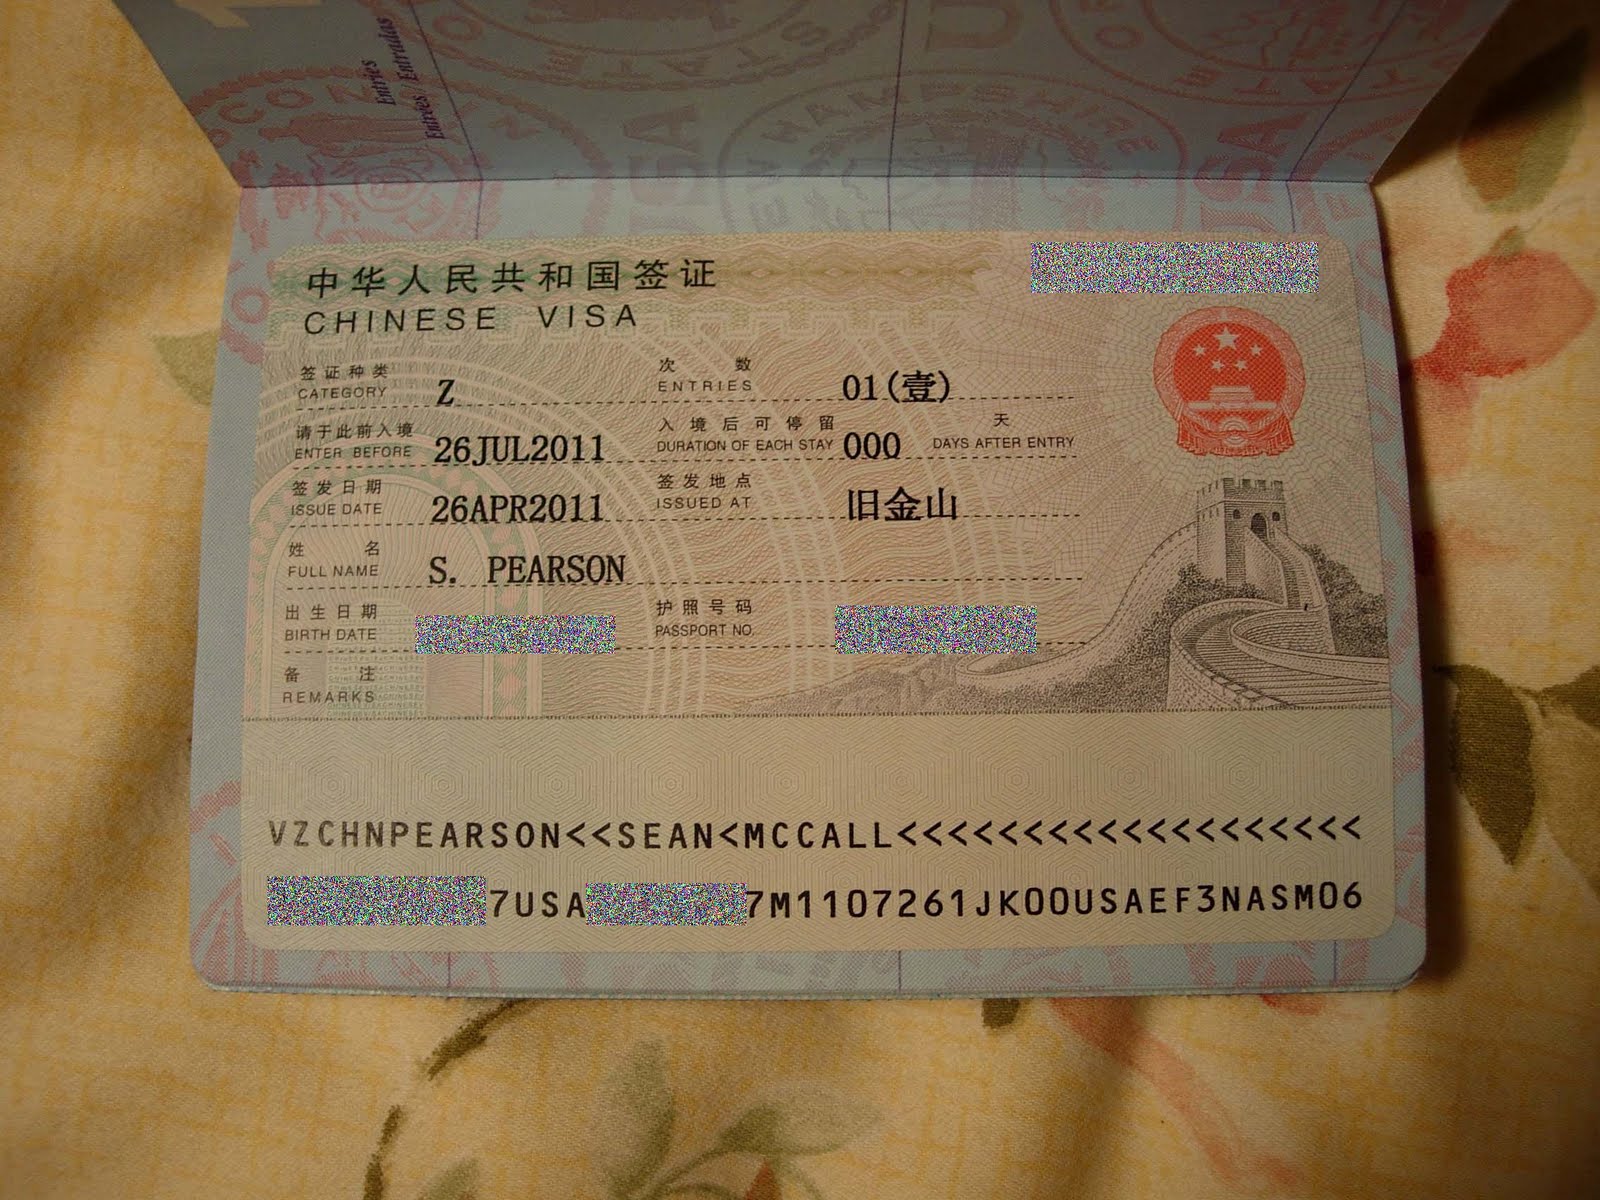 Entries
Entrées / Entradas
中华人民共和国签证
CHINESE VISA
签证种类 次数
CATEGORY Z ENTRIES 01(壹)
请于此前入境 入境后可停留 天
ENTER BEFORE 26JUL2011 DURATION OF EACH STAY 000 DAYS AFTER ENTRY
签发日期 签发地点
ISSUE DATE 26APR2011 ISSUED AT 旧金山
姓名
FULL NAME S. PEARSON
出生日期 护照号码
BIRTH DATE PASSPORT NO.
备注
REMARKS
VZCHNPEARSON<<SEAN<MCCALL<<<<<<<<<<<<<<<<<<<
7USA 7M1107261JK00USAEF3NASM06